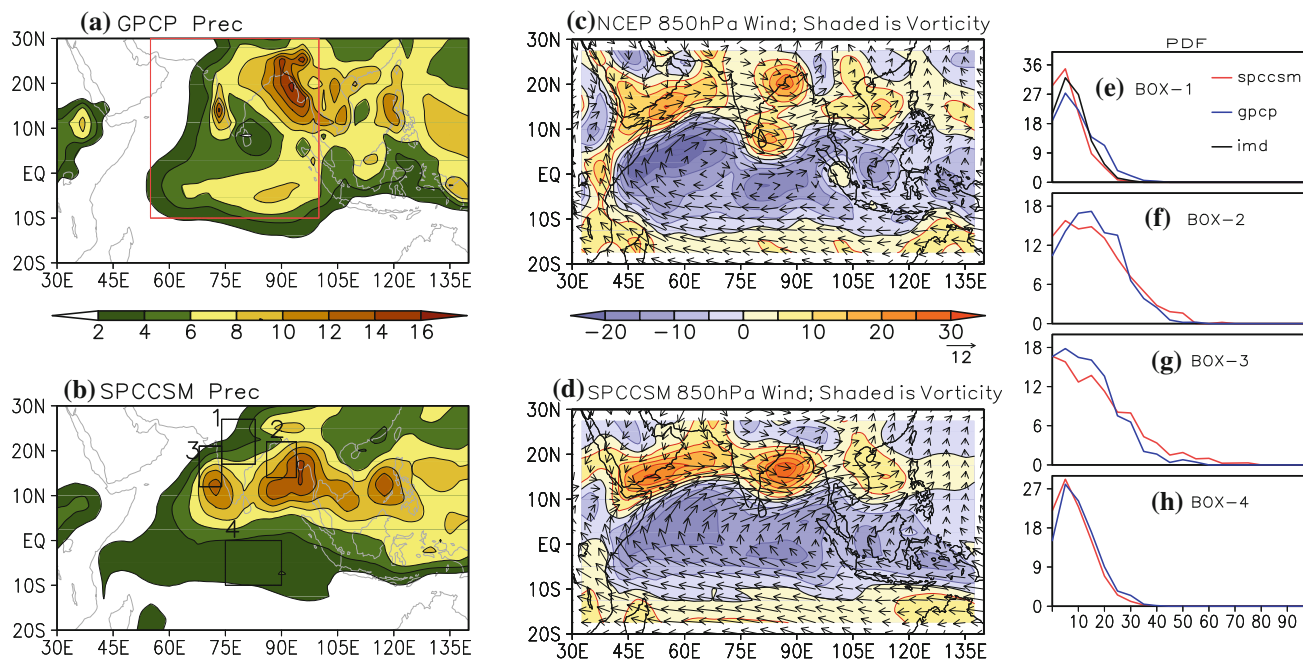 (a) GPCP Prec
30N
20N
10N
EQ
10S
20S
30E 45E 60E 75E 90E 105E 120E 135E
2 4 6 8 10 12 14 16
(b) SPCCSM Prec
30N
20N
10N
EQ
10S
20S
1
2
3
4
30E 45E 60E 75E 90E 105E 120E 135E
(c) NCEP 850hPa Wind; Shaded is Vorticity
30N
20N
10N
EQ
10S
20S
30E 45E 60E 75E 90E 105E 120E 135E
-20 -10 0 10 20 30
12
(d) SPCCSM 850hPa Wind; Shaded is Vorticity
30N
20N
10N
EQ
10S
20S
30E 45E 60E 75E 90E 105E 120E 135E
PDF
(e) BOX-1
spccsm
gpcp
imd
36
27
18
9
0
(f) BOX-2
18
12
6
0
(g) BOX-3
18
12
6
0
(h) BOX-4
27
18
9
0
10 20 30 40 50 60 70 80 90